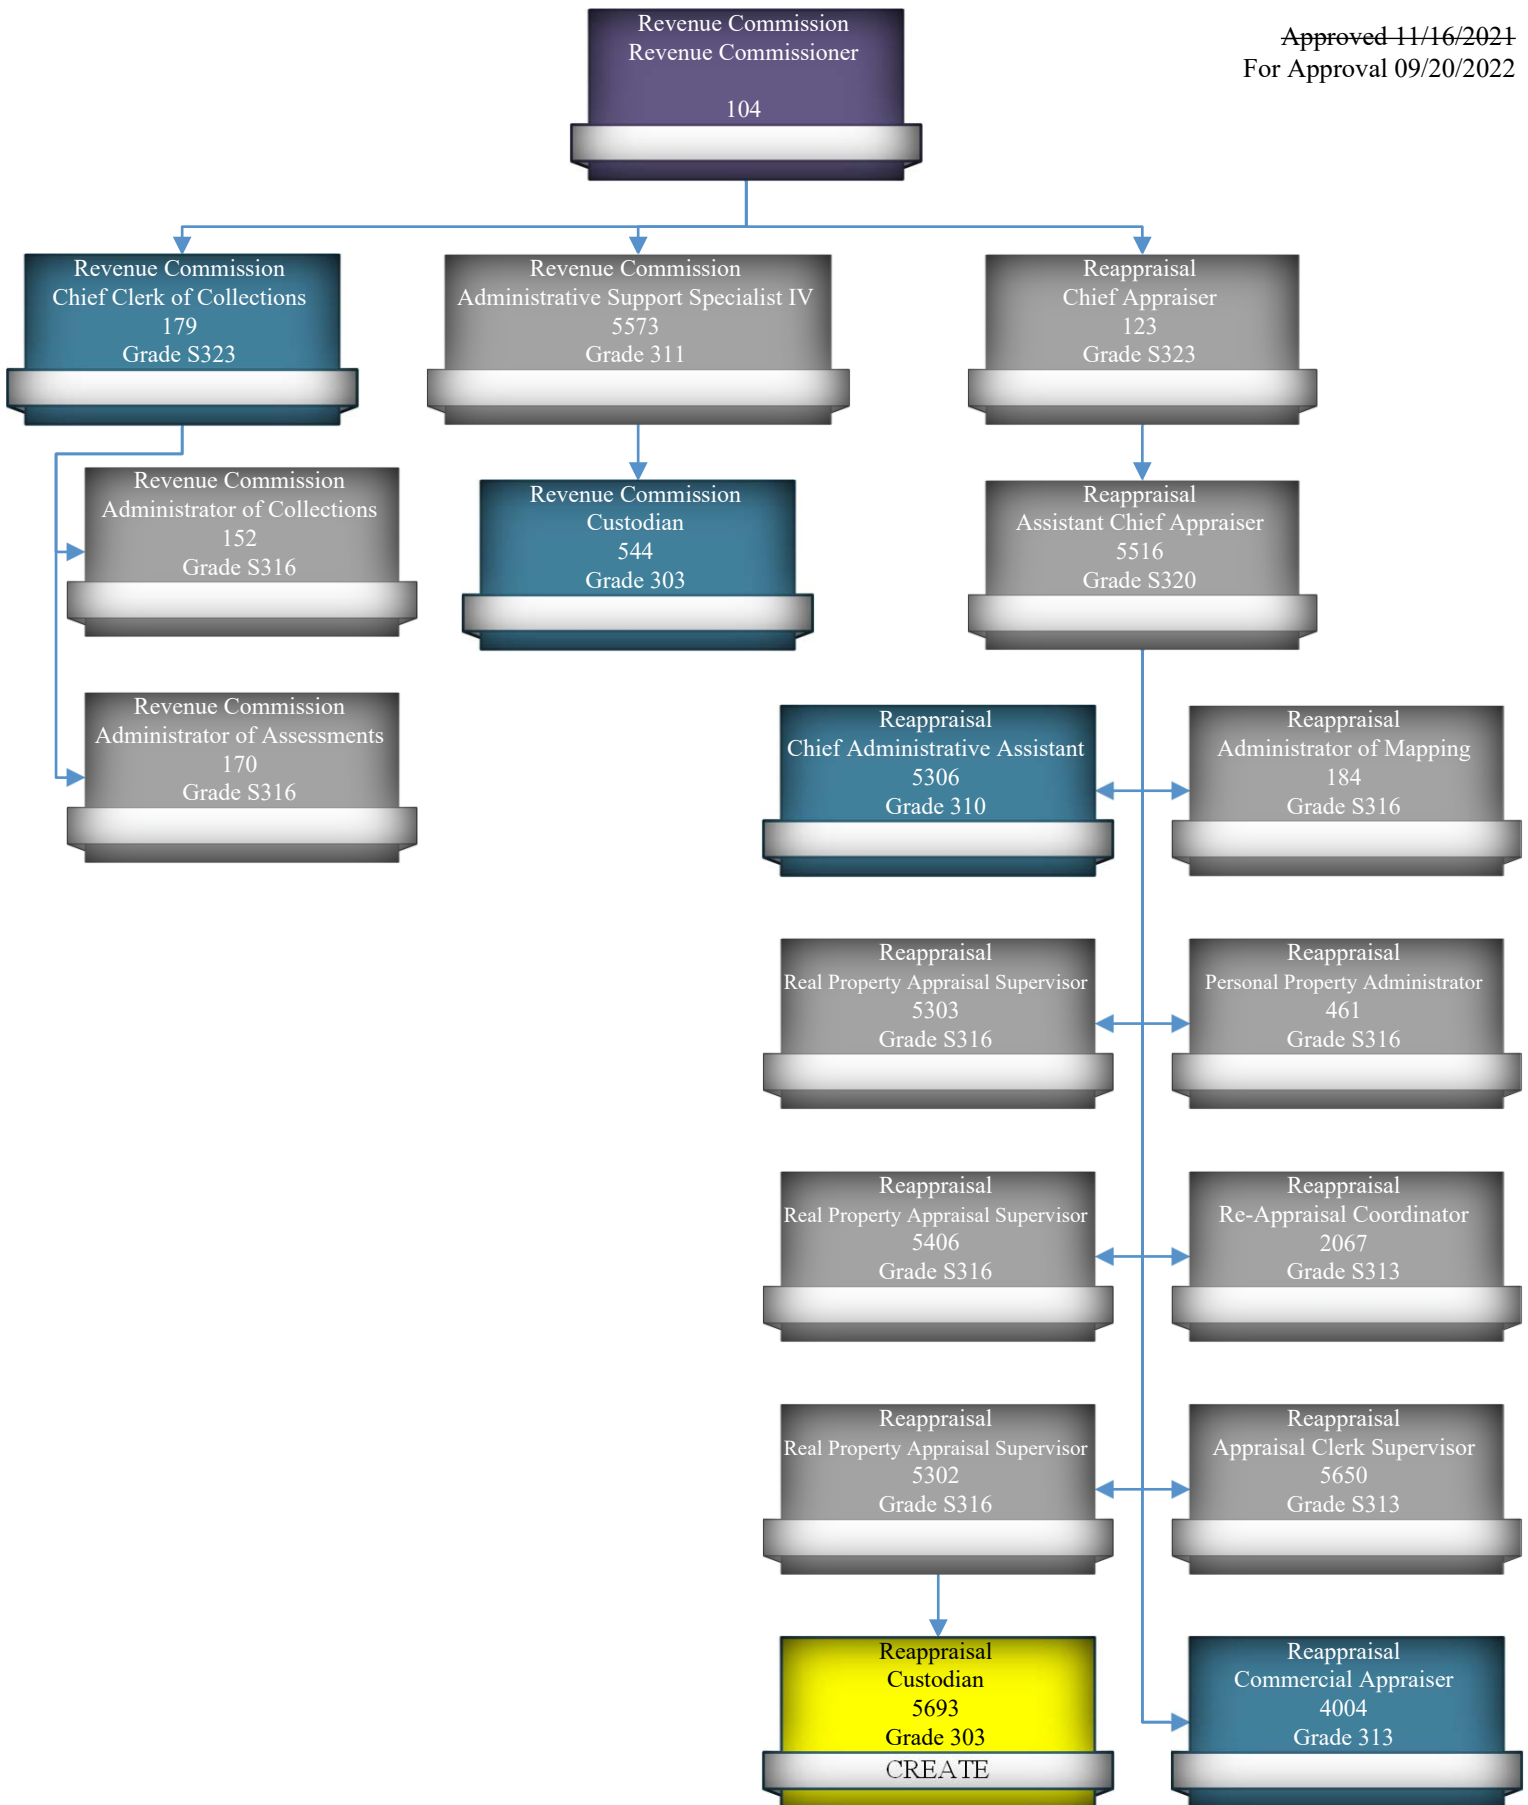 Revenue Commission
Revenue Commissioner
104
Approved 11/16/2021
For Approval 09/20/2022
Revenue Commission
Chief Clerk of Collections
179
Grade S323
Revenue Commission
Administrative Support Specialist IV
5573
Grade 311
Reappraisal
Chief Appraiser
123
Grade S323
Revenue Commission
Administrator of Collections
152
Grade S316
Revenue Commission
Custodian
544
Grade 303
Reappraisal
Assistant Chief Appraiser
5516
Grade S320
Revenue Commission
Administrator of Assessments
170
Grade S316
Reappraisal
Chief Administrative Assistant
5306
Grade 310
Reappraisal
Administrator of Mapping
184
Grade S316
Reappraisal
Real Property Appraisal Supervisor
5303
Grade S316
Reappraisal
Personal Property Administrator
461
Grade S316
Reappraisal
Real Property Appraisal Supervisor
5406
Grade S316
Reappraisal
Re-Appraisal Coordinator
2067
Grade S313
Reappraisal
Real Property Appraisal Supervisor
5302
Grade S316
Reappraisal
Appraisal Clerk Supervisor
5650
Grade S313
Reappraisal
Custodian
5693
Grade 303
CREATE
Reappraisal
Commercial Appraiser
4004
Grade 313